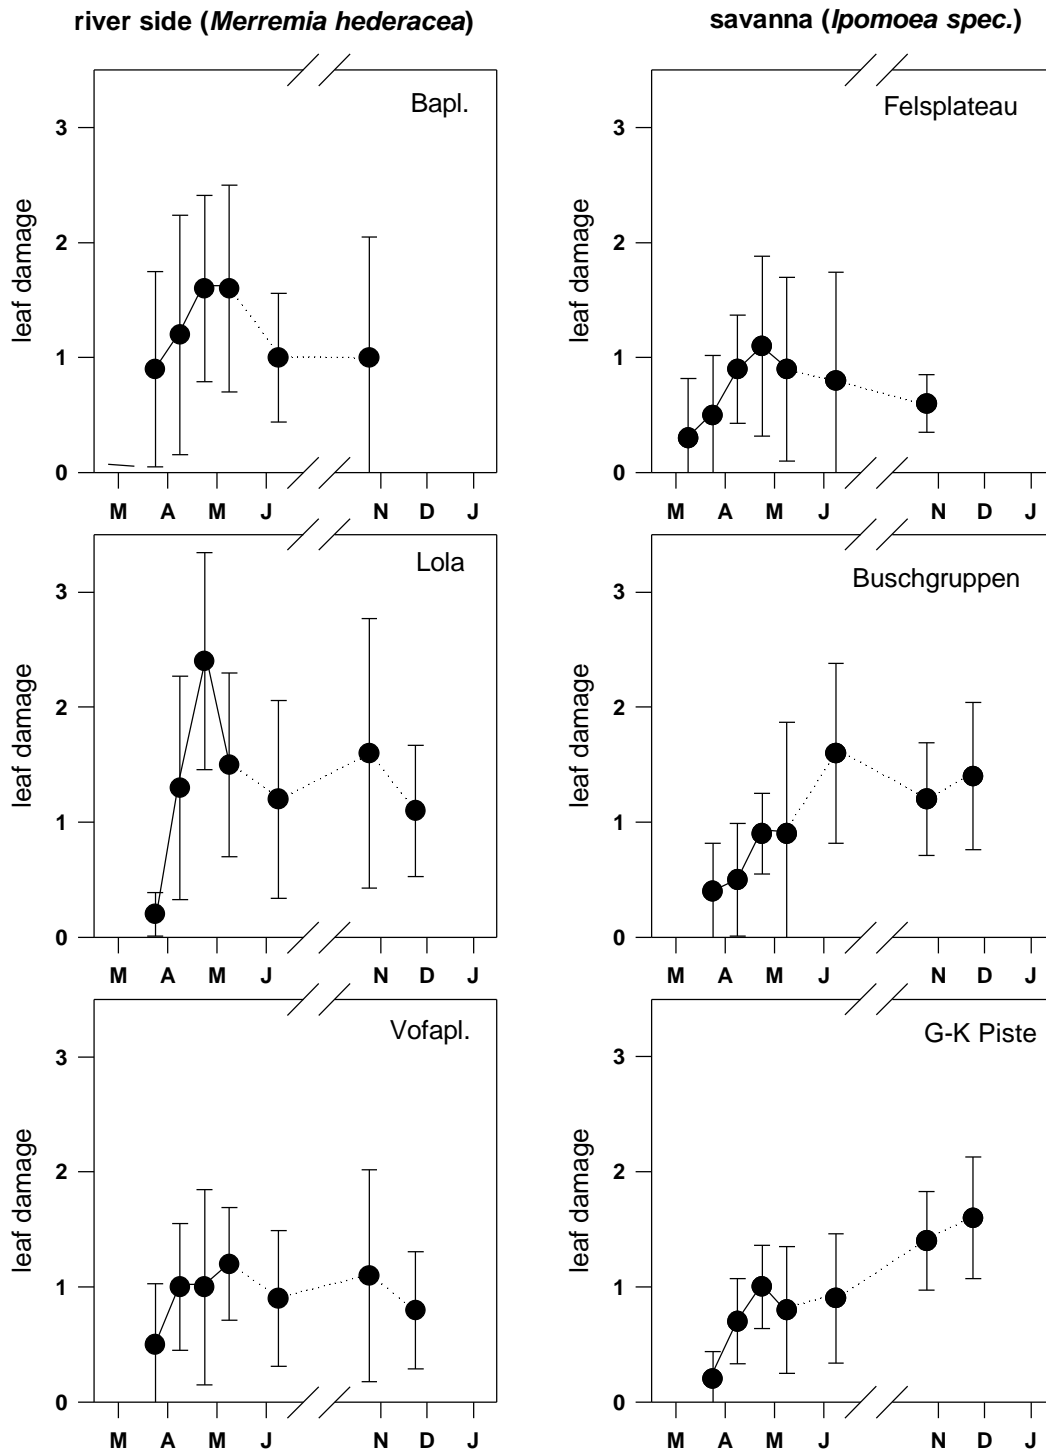 river side (Merremia hederacea)
savanna (Ipomoea spec.)
Bapl.
leaf damage
3
2
1
0
M A M J N D J
Felsplateau
leaf damage
3
2
1
0
M A M J N D J
Lola
leaf damage
3
2
1
0
M A M J N D J
Buschgruppen
leaf damage
3
2
1
0
M A M J N D J
Vofapl.
leaf damage
3
2
1
0
M A M J N D J
G-K Piste
leaf damage
3
2
1
0
M A M J N D J